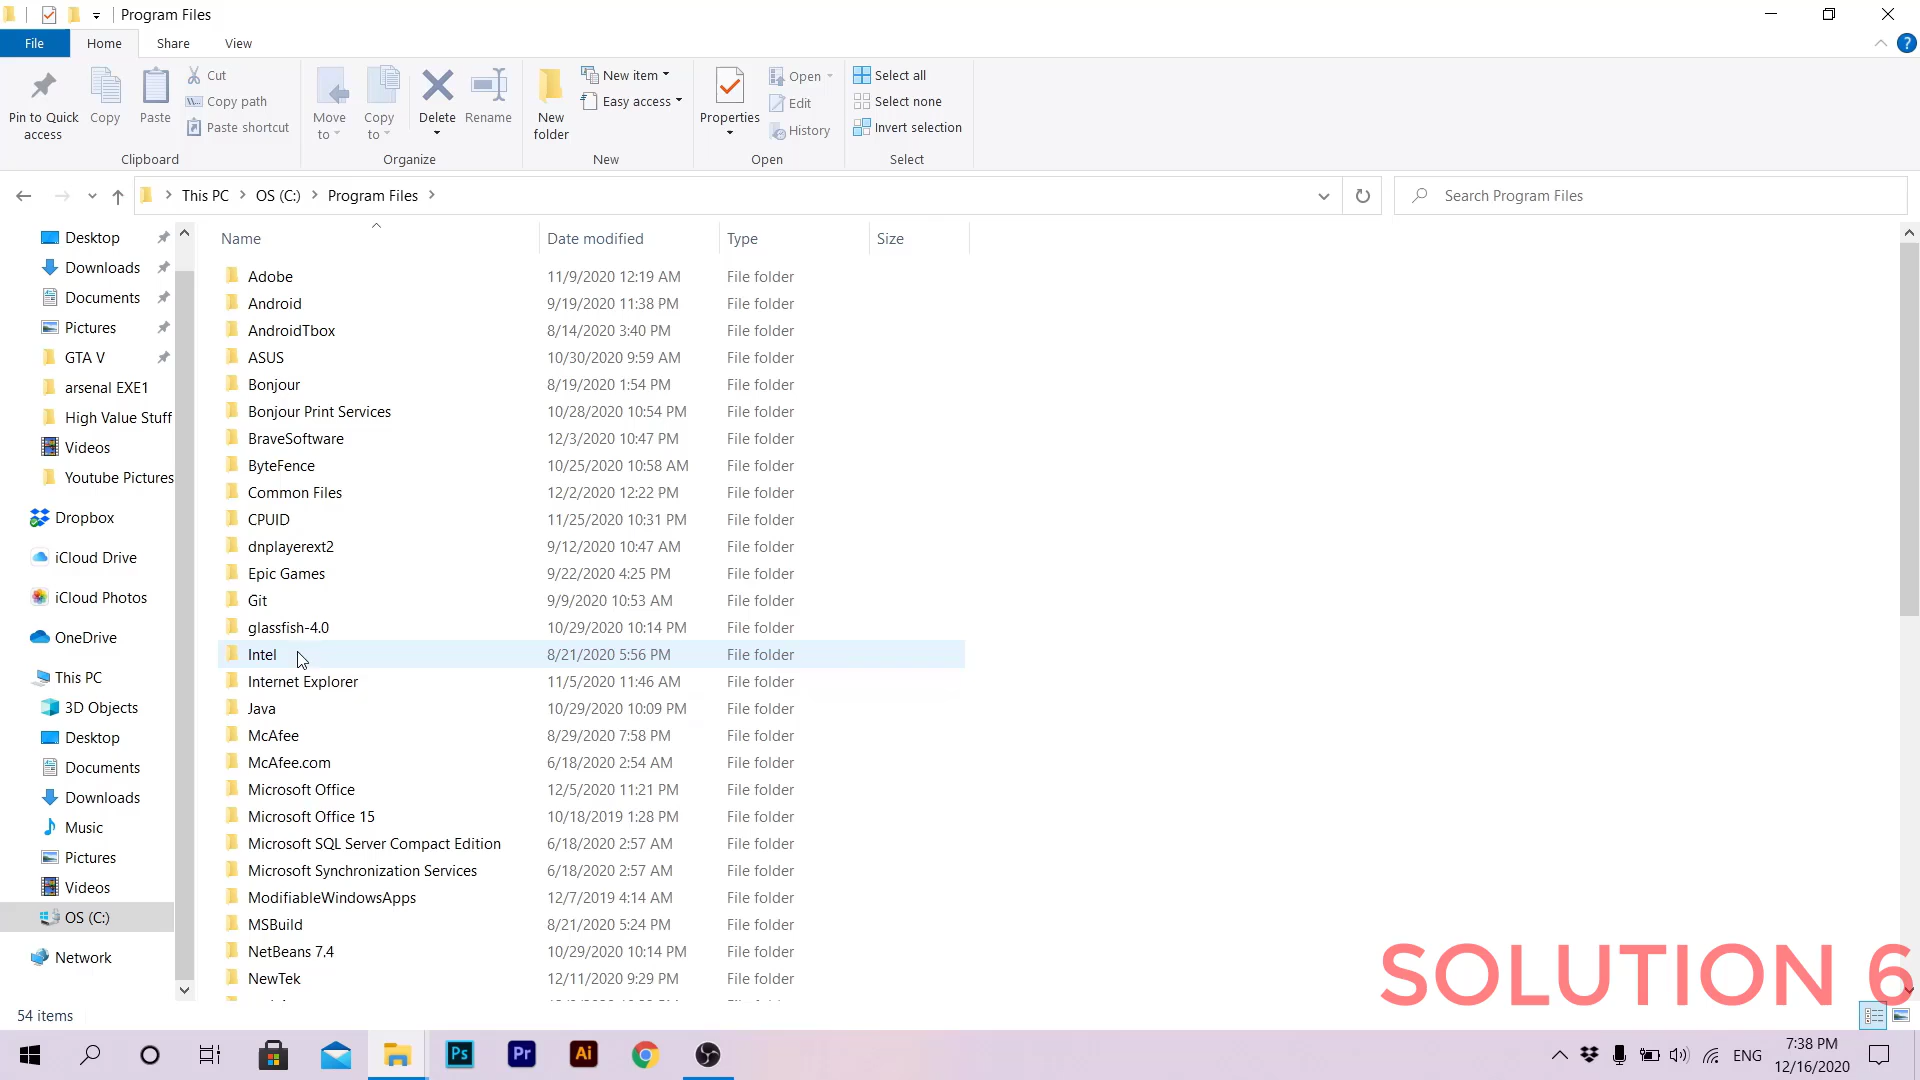 Program Files
File
Home
Share
View
Pin to Quick access
Copy
Paste
Cut
Copy path
Paste shortcut
Clipboard
Move to
Copy to
Delete
Rename
Organize
New folder
New item
Easy access
New
Properties
Open
Edit
History
Open
Select all
Select none
Invert selection
Select
This PC > OS (C:) > Program Files >
Search Program Files
Desktop
Downloads
Documents
Pictures
GTA V
arsenal EXE1
High Value Stuff
Videos
Youtube Pictures
Dropbox
iCloud Drive
iCloud Photos
OneDrive
This PC
3D Objects
Desktop
Documents
Downloads
Music
Pictures
Videos
OS (C:)
Network
Name Date modified Type Size
Adobe 11/9/2020 12:19 AM File folder
Android 9/19/2020 11:38 PM File folder
AndroidTbox 8/14/2020 3:40 PM File folder
ASUS 10/30/2020 9:59 AM File folder
Bonjour 8/19/2020 1:54 PM File folder
Bonjour Print Services 10/28/2020 10:54 PM File folder
BraveSoftware 12/3/2020 10:47 PM File folder
ByteFence 10/25/2020 10:58 AM File folder
Common Files 12/2/2020 12:22 PM File folder
CPUID 11/25/2020 10:31 PM File folder
dnplayerext2 9/12/2020 10:47 AM File folder
Epic Games 9/22/2020 4:25 PM File folder
Git 9/9/2020 10:53 AM File folder
glassfish-4.0 10/29/2020 10:14 PM File folder
Intel 8/21/2020 5:56 PM File folder
Internet Explorer 11/5/2020 11:46 AM File folder
Java 10/29/2020 10:09 PM File folder
McAfee 8/29/2020 7:58 PM File folder
McAfee.com 6/18/2020 2:54 AM File folder
Microsoft Office 12/5/2020 11:21 PM File folder
Microsoft Office 15 10/18/2019 1:28 PM File folder
Microsoft SQL Server Compact Edition 6/18/2020 2:57 AM File folder
Microsoft Synchronization Services 6/18/2020 2:57 AM File folder
ModifiableWindowsApps 12/7/2019 4:14 AM File folder
MSBuild 8/21/2020 5:24 PM File folder
NetBeans 7.4 10/29/2020 10:14 PM File folder
NewTek 12/11/2020 9:29 PM File folder
SOLUTION 6
54 items
Ps
Pr
Ai
ENG
7:38 PM
12/16/2020